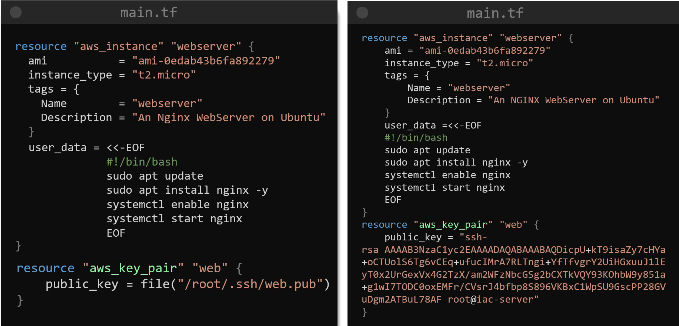 main.tf
resource "aws_instance" "webserver" {
ami = "ami-0edab43b6fa892279"
instance_type = "t2.micro"
tags = {
Name = "webserver"
Description = "An Nginx WebServer on Ubuntu"
}
user_data = <<-EOF
#!/bin/bash
sudo apt update
sudo apt install nginx -y
systemctl enable nginx
systemctl start nginx
EOF
}
resource "aws_key_pair" "web" {
public_key = file("/root/.ssh/web.pub")
}
main.tf
resource "aws_instance" "webserver" {
ami = "ami-0edab43b6fa892279"
instance_type = "t2.micro"
tags = {
Name = "webserver"
Description = "An NGINX WebServer on Ubuntu"
}
user_data =<<-EOF
#!/bin/bash
sudo apt update
sudo apt install nginx -y
systemctl enable nginx
systemctl start nginx
EOF
}
resource "aws_key_pair" "web" {
public_key = "ssh-
rsa AAAAB3NzaC1yc2EAAAADAQABAAABAQDicpU+kT9isaZy7cHYa
+oCTUolS6Tg6vCEq+ufucIMrA7RLTngi+YfTFvgrY2UiHGxuuJ1lE
yT0x2UrGexVx4G2TzX/am2WFzNbcGSg2bCXTkVQY93KOhbW9y851a
+g1wI7TODC0oxEMFr/CVsrJ4bfbp8S896VKBxC1WpSU9GscPP28GV
uDgm2ATBuL78AF root@iac-server"
}